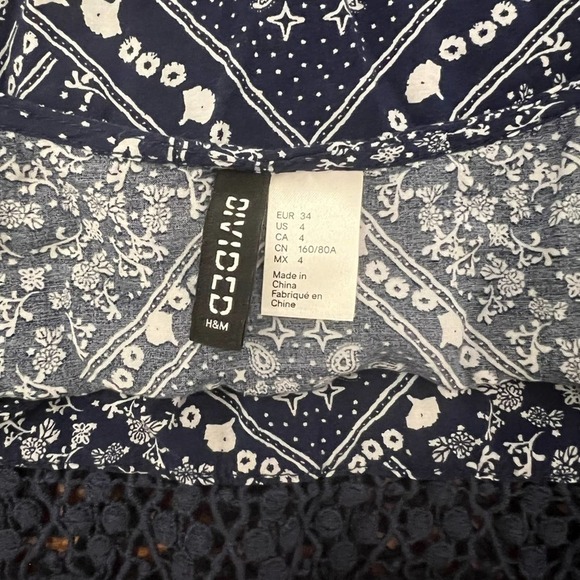 DIVIDED
H&M
EUR 34
US 4
CA 4
CN 160/80A
MX 4
Made in
China
Fabriqué en
Chine